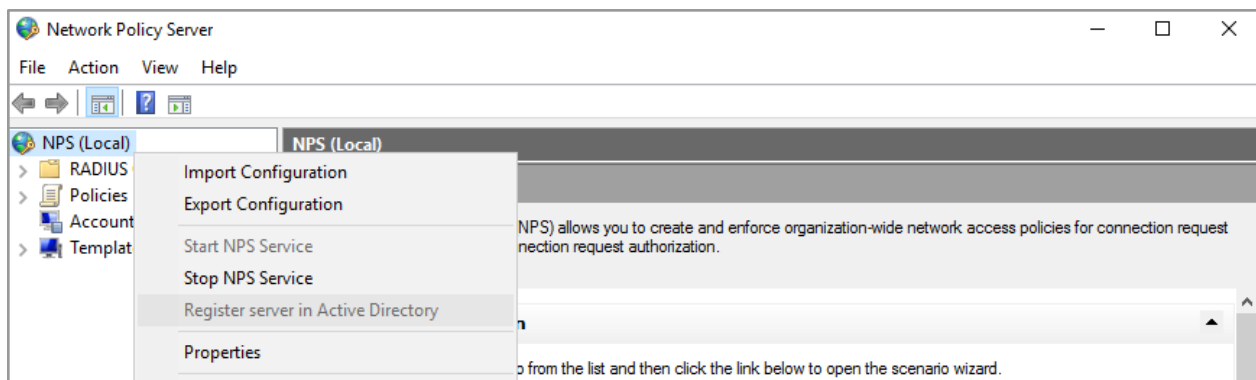 Network Policy Server
File Action View Help
NPS (Local)
RADIUS
Policies
Account
Templat
Import Configuration
Export Configuration
Start NPS Service
Stop NPS Service
Register server in Active Directory
Properties
NPS (Local)
NPS) allows you to create and enforce organization-wide network access policies for connection request
nnection request authorization.
n
from the list and then click the link below to open the scenario wizard.